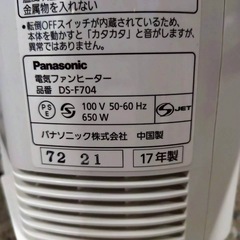 金属物を入れない
•転倒OFFスイッチが内蔵されているため、
本体を動かすと「カタカタ」と音がしますが、
異常ではありません。
Panasonic
電気ファンヒーター
品番 DS-F704
PS
E
100 V 50-60 Hz
650 W
S JET
パナソニック株式会社 中国製
72 21
17年製